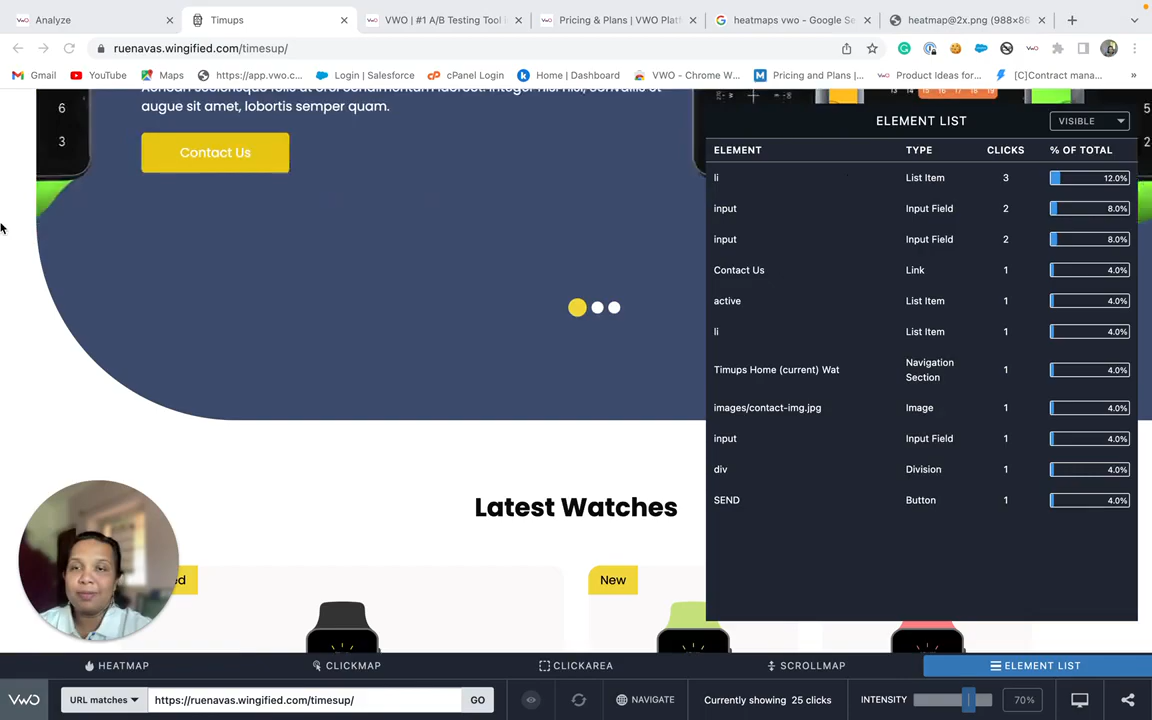 VWO Analyze
Timups
VWO VWO | #1 A/B Testing Tool
VWO Pricing & Plans | VWO Plat
heatmaps vwo - Google Se
heatmap@2x.png (988×86
ruenavas.wingified.com/timesup/
Gmail
YouTube
Maps
https://app.vwo.c...
Login | Salesforce
cPanel Login
Home | Dashboard
VWO - Chrome W...
Pricing and Plans |...
Product Ideas for...
[C]Contract mana...
augue sit amet, lobortis semper quam.
Contact Us
6
3
ELEMENT LIST
VISIBLE
ELEMENT TYPE CLICKS % OF TOTAL
li List Item 3 12.0%
input Input Field 2 8.0%
input Input Field 2 8.0%
Contact Us Link 1 4.0%
active List Item 1 4.0%
li List Item 1 4.0%
Timups Home (current) Wat Navigation Section 1 4.0%
images/contact-img.jpg Image 1 4.0%
input Input Field 1 4.0%
div Division 1 4.0%
SEND Button 1 4.0%
Latest Watches
New
HEATMAP CLICKMAP CLICKAREA SCROLLMAP ELEMENT LIST
VWO URL matches https://ruenavas.wingified.com/timesup/ GO NAVIGATE Currently showing 25 clicks INTENSITY 70%